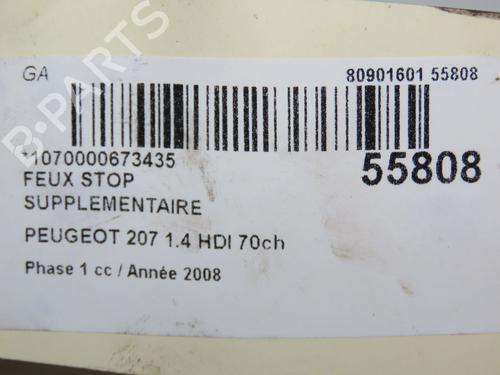 GA
80901601 55808
1070000673435
55808
FEUX STOP
SUPPLEMENTAIRE
PEUGEOT 207 1.4 HDI 70ch
Phase 1 cc / Année 2008
B-PARTS